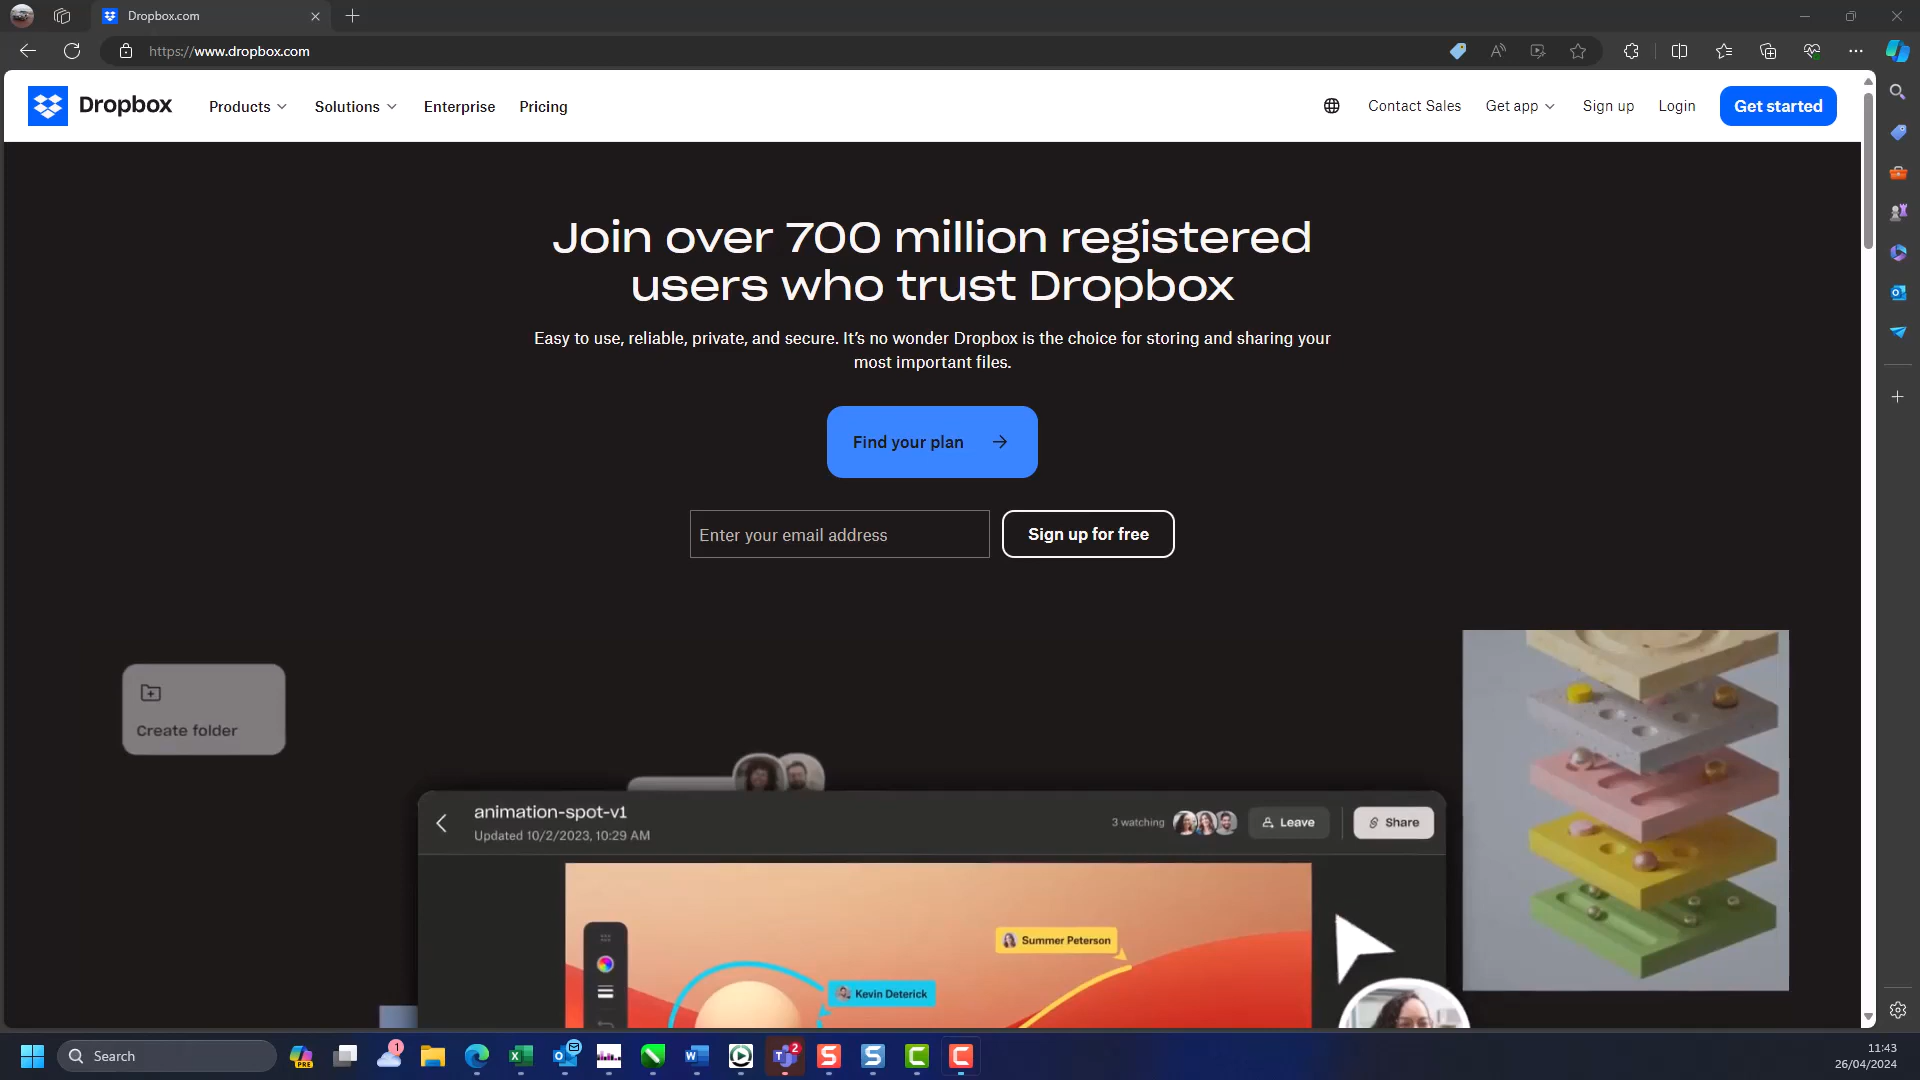 Dropbox.com
https://www.dropbox.com
Dropbox
Products
Solutions
Enterprise
Pricing
Contact Sales
Get app
Sign up
Login
Get started
Join over 700 million registered
users who trust Dropbox
Easy to use, reliable, private, and secure. It's no wonder Dropbox is the choice for storing and sharing your
most important files.
Find your plan
Enter your email address
Sign up for free
Create folder
animation-spot-v1
Updated 10/2/2023, 10:29 AM
3 watching
Leave
Share
Summer Peterson
Kevin Deterick
Search
PRE
1
2
11:43
26/04/2024